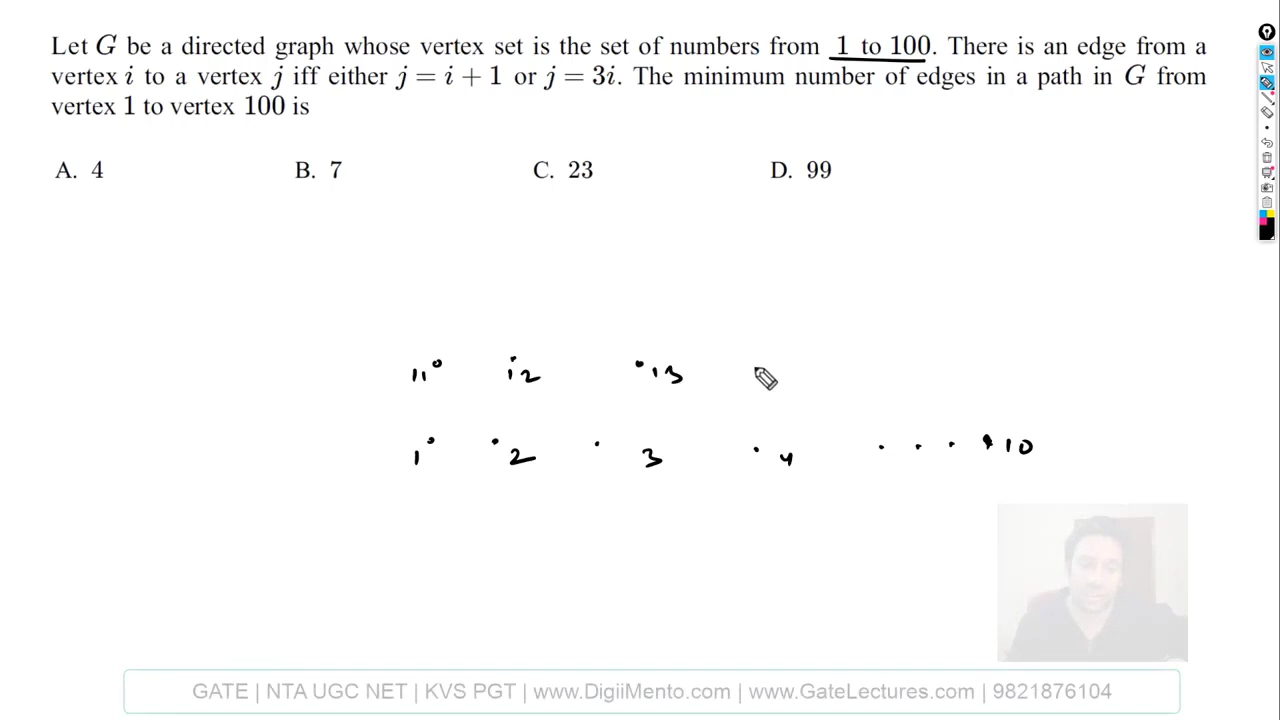 Let G be a directed graph whose vertex set is the set of numbers from 1 to 100. There is an edge from a
vertex i to a vertex j iff either j = i + 1 or j = 3i. The minimum number of edges in a path in G from
vertex 1 to vertex 100 is
A. 4 B. 7 C. 23 D. 99
11 12 13
1 2 3 4 10
GATE | NTA UGC NET | KVS PGT | www.DigiiMento.com | www.GateLectures.com | 9821876104